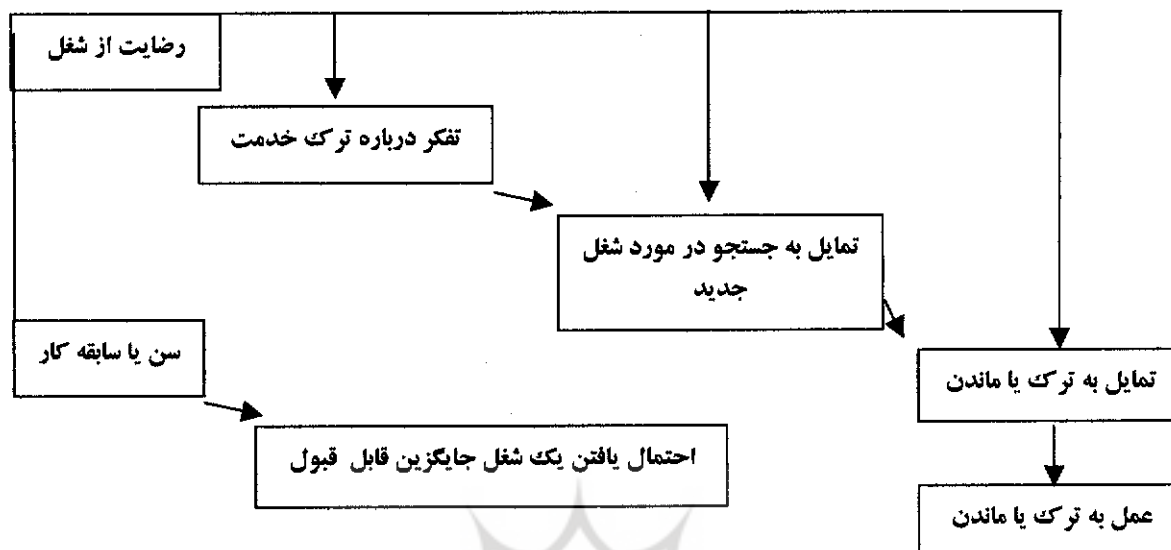 رضایت از شغل
تفکر درباره ترک خدمت
تمایل به جستجو در مورد شغل
جدید
سن یا سابقه کار
تمایل به ترک یا ماندن
احتمال یافتن یک شغل جایگزین قابل قبول
عمل به ترک یا ماندن